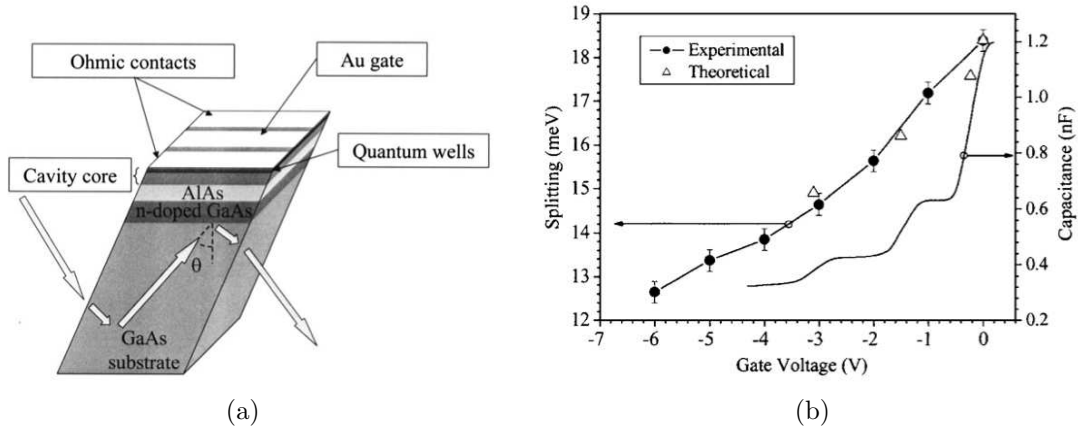 Ohmic contacts
Au gate
Quantum wells
Cavity core
AlAs
n-doped GaAs
θ
GaAs
substrate
(a)
19
18
17
16
15
14
13
12
Splitting (meV)
Experimental
Theoretical
1.2
1.0
0.8
0.6
0.4
0.2
Capacitance (nF)
-7 -6 -5 -4 -3 -2 -1 0
Gate Voltage (V)
(b)